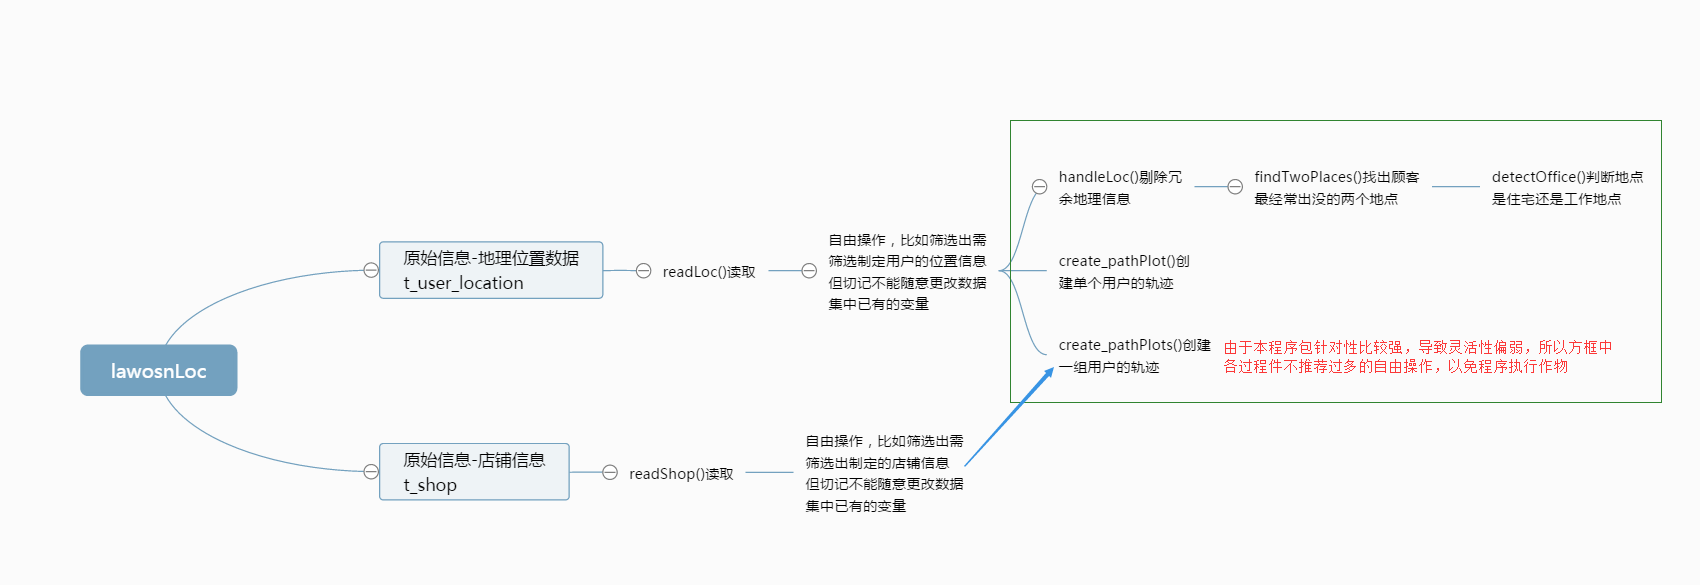 lawosnLoc
原始信息-地理位置数据
t_user_location
readLoc()读取
自由操作，比如筛选出需
筛选制定用户的位置信息
但切记不能随意更改数据
集中已有的变量
handleLoc()剔除冗
余地理信息
findTwoPlaces()找出顾客
最经常出没的两个地点
detectOffice()判断地点
是住宅还是工作地点
create_pathPlot()创
建单个用户的轨迹
create_pathPlots()创建
一组用户的轨迹
由于本程序包针对性比较强，导致灵活性偏弱，所以方框中
各过程件不推荐过多的自由操作，以免程序执行作物
原始信息-店铺信息
t_shop
readShop()读取
自由操作，比如筛选出需
筛选出制定的店铺信息
但切记不能随意更改数据
集中已有的变量